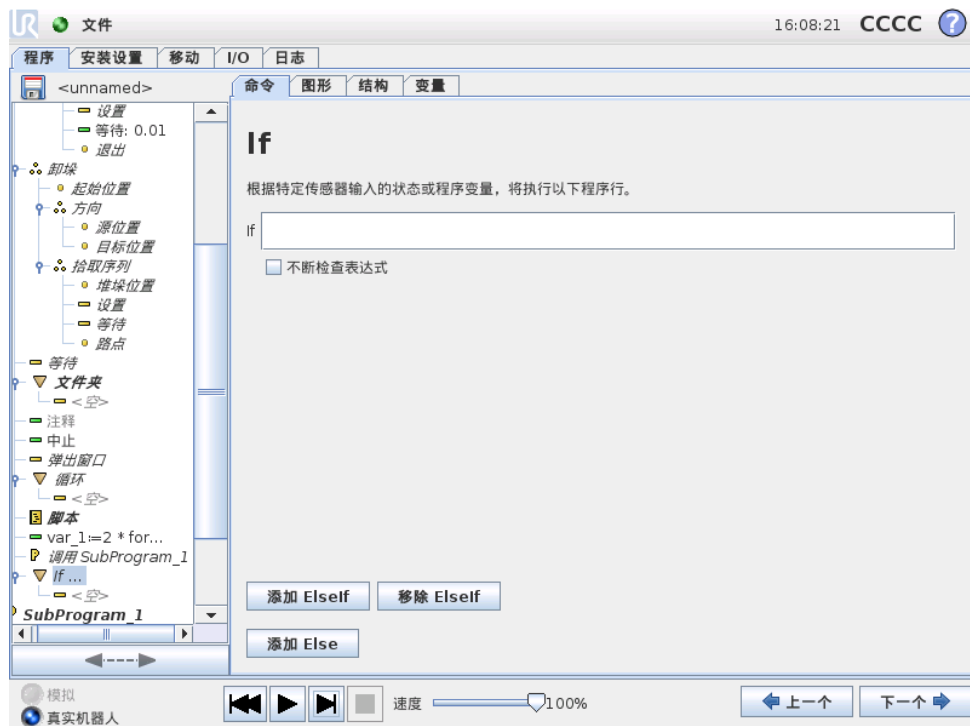 UR 文件 16:08:21 CCCC ?
程序 安装设置 移动 I/O 日志
<unnamed>
命令 图形 结构 变量
设置
等待: 0.01
退出
卸垛
起始位置
方向
源位置
目标位置
拾取序列
堆垛位置
设置
等待
路点
等待
文件夹
<空>
注释
中止
弹出窗口
循环
<空>
脚本
var_1:=2 * for...
调用 SubProgram_1
If ...
<空>
SubProgram_1
If
根据特定传感器输入的状态或程序变量，将执行以下程序行。
If
不断检查表达式
添加 ElseIf 移除 ElseIf
添加 Else
模拟
真实机器人
速度 100%
上一个 下一个